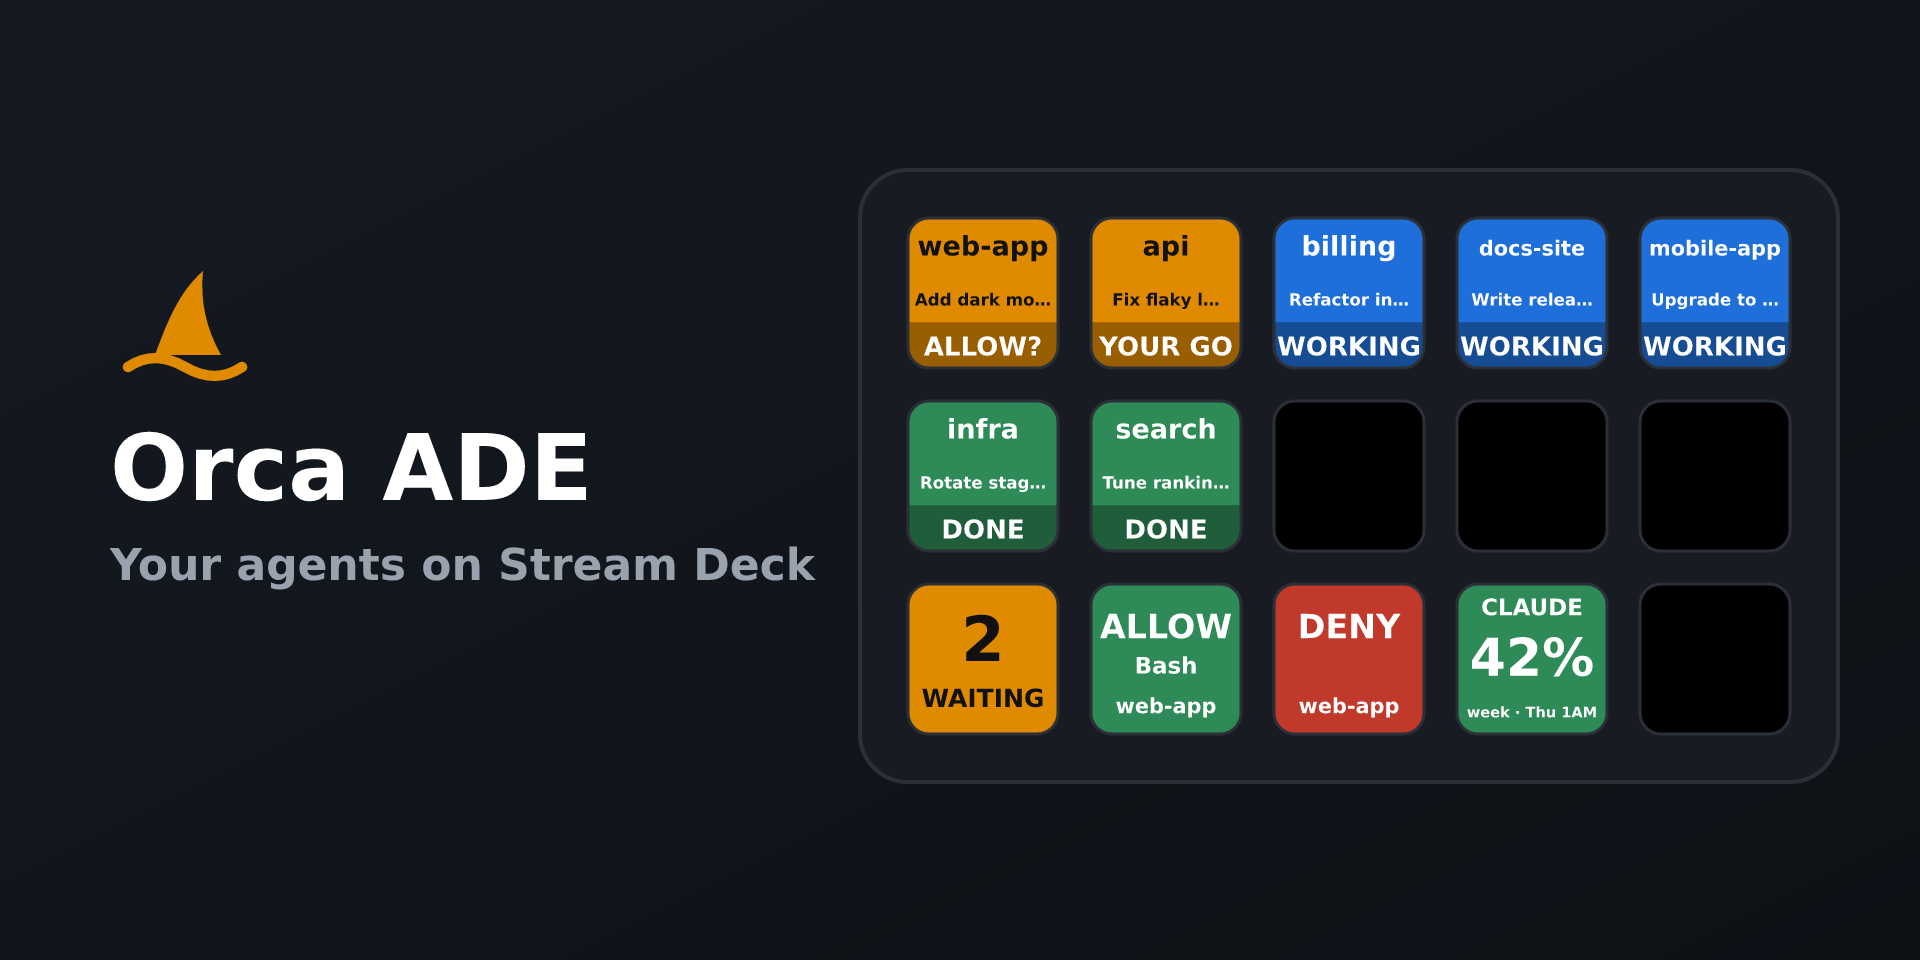 Orca ADE
Your agents on Stream Deck
web-app
Add dark mo…
ALLOW?
api
Fix flaky l…
YOUR GO
billing
Refactor in…
WORKING
docs-site
Write relea…
WORKING
mobile-app
Upgrade to …
WORKING
infra
Rotate stag…
DONE
search
Tune rankin…
DONE
2
WAITING
ALLOW
Bash
web-app
DENY
web-app
CLAUDE
42%
week · Thu 1AM